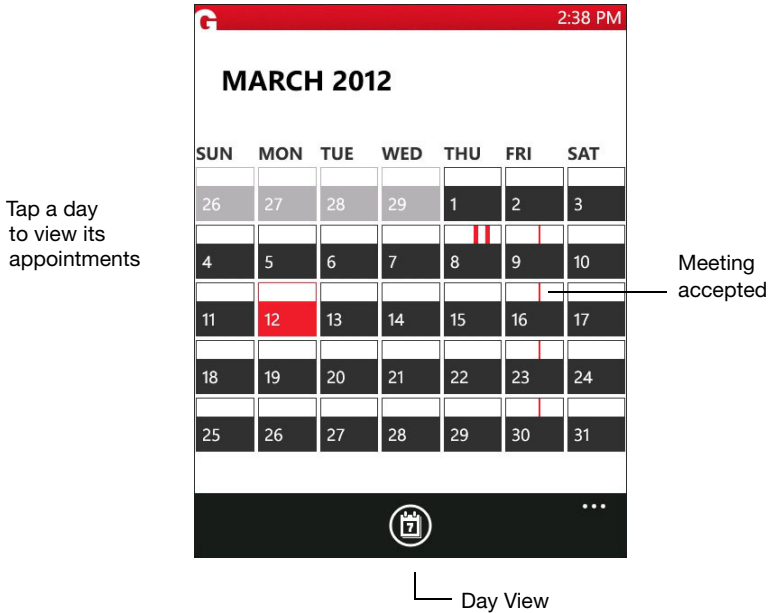 G 2:38 PM
MARCH 2012
SUN MON TUE WED THU FRI SAT
26 27 28 29 1 2 3
4 5 6 7 8 9 10
11 12 13 14 15 16 17
18 19 20 21 22 23 24
25 26 27 28 29 30 31
7
Tap a day
to view its
appointments
Meeting
accepted
Day View